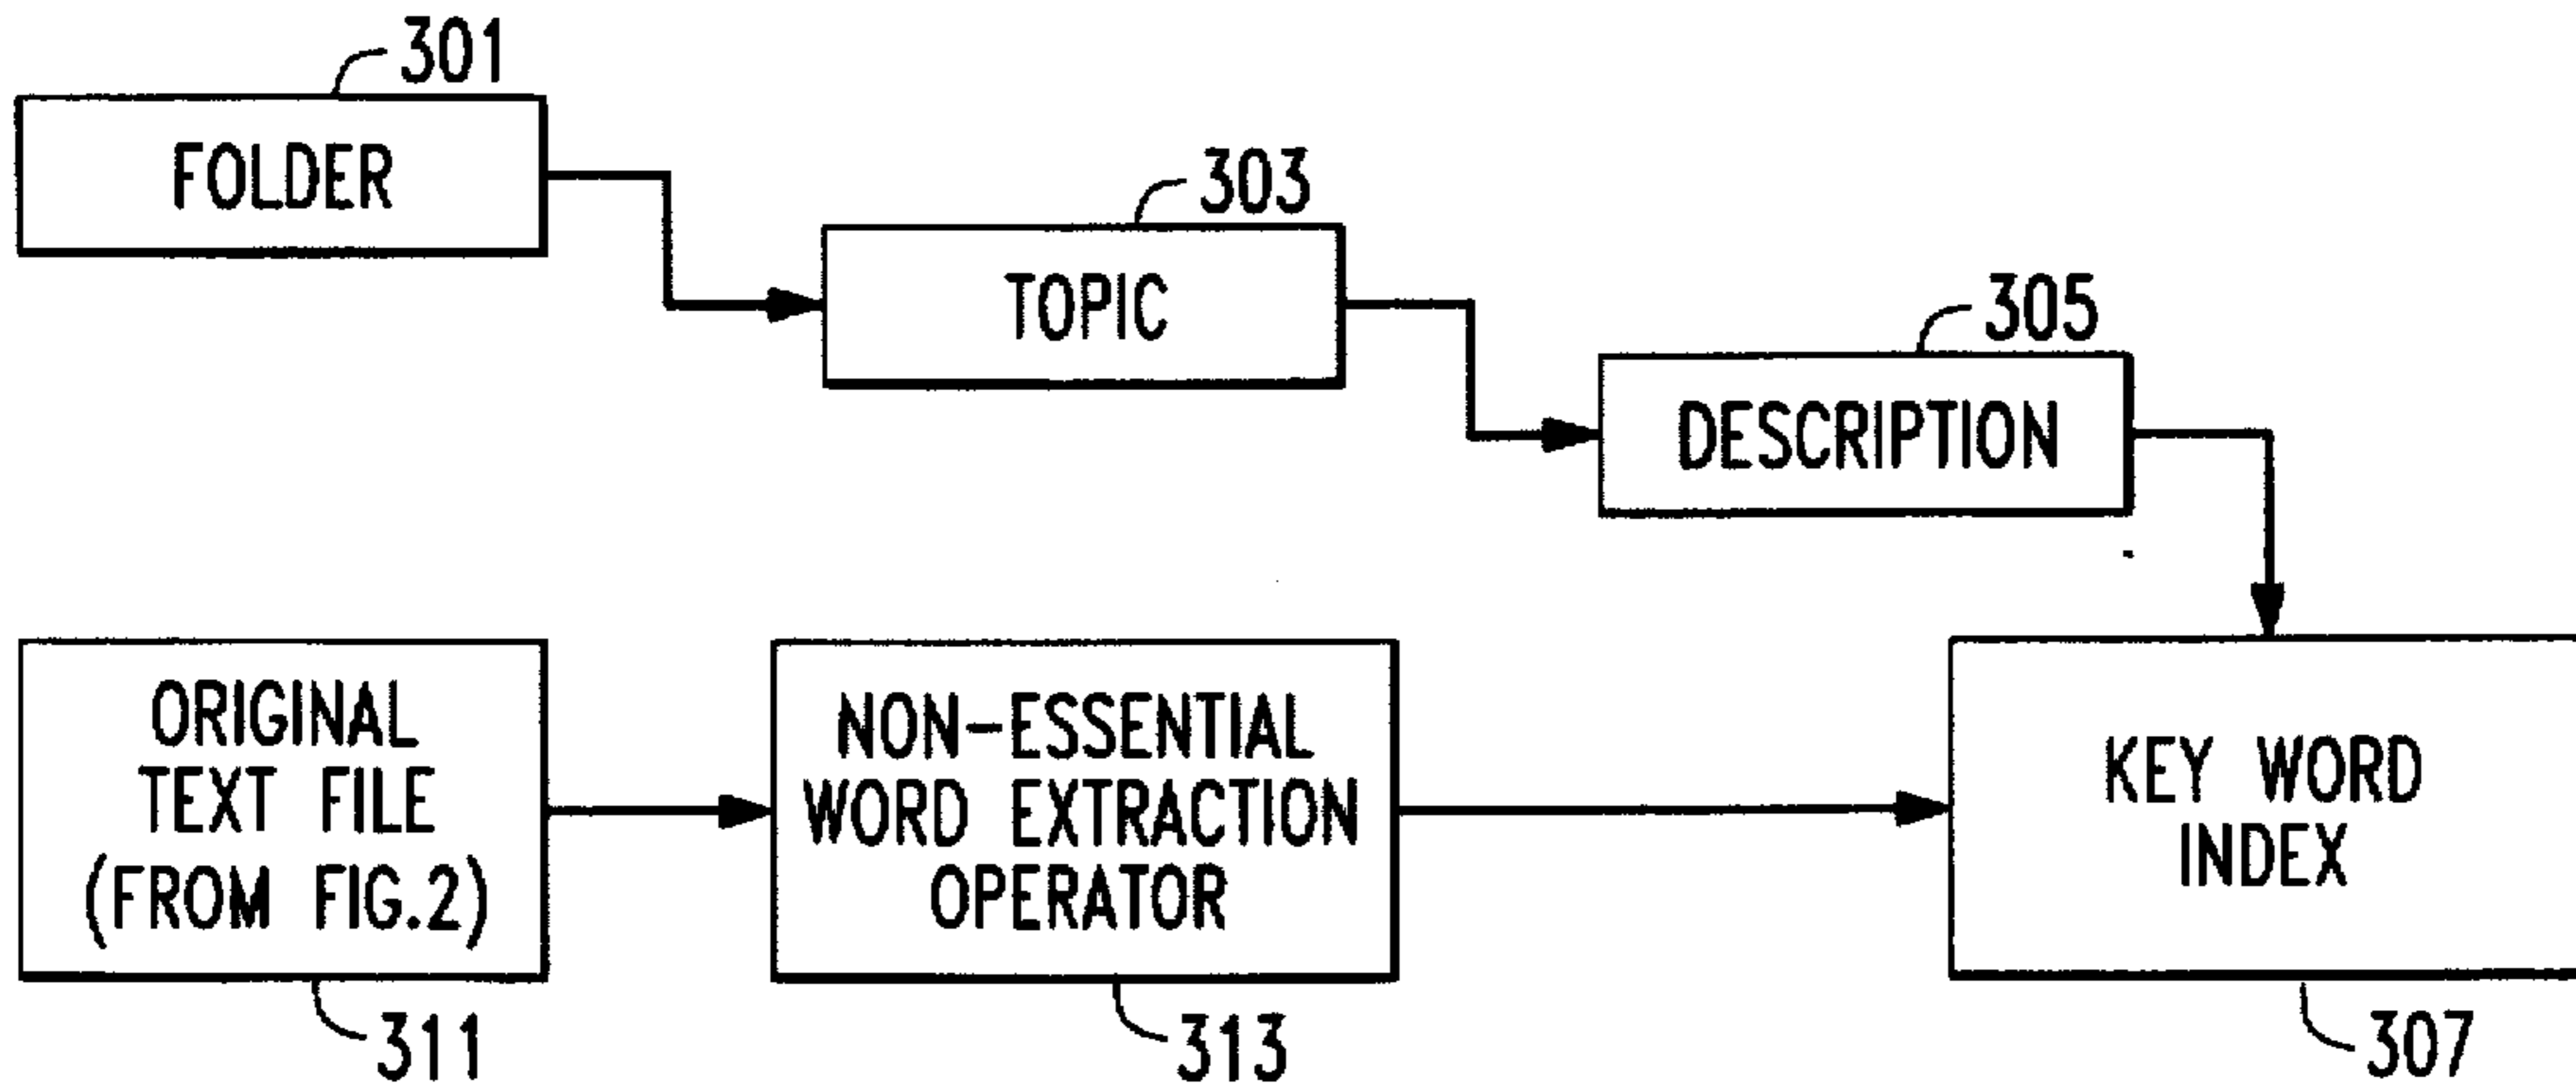 301
FOLDER
303
TOPIC
305
DESCRIPTION
ORIGINAL
TEXT FILE
(FROM FIG.2)
311
NON-ESSENTIAL
WORD EXTRACTION
OPERATOR
313
KEY WORD
INDEX
307